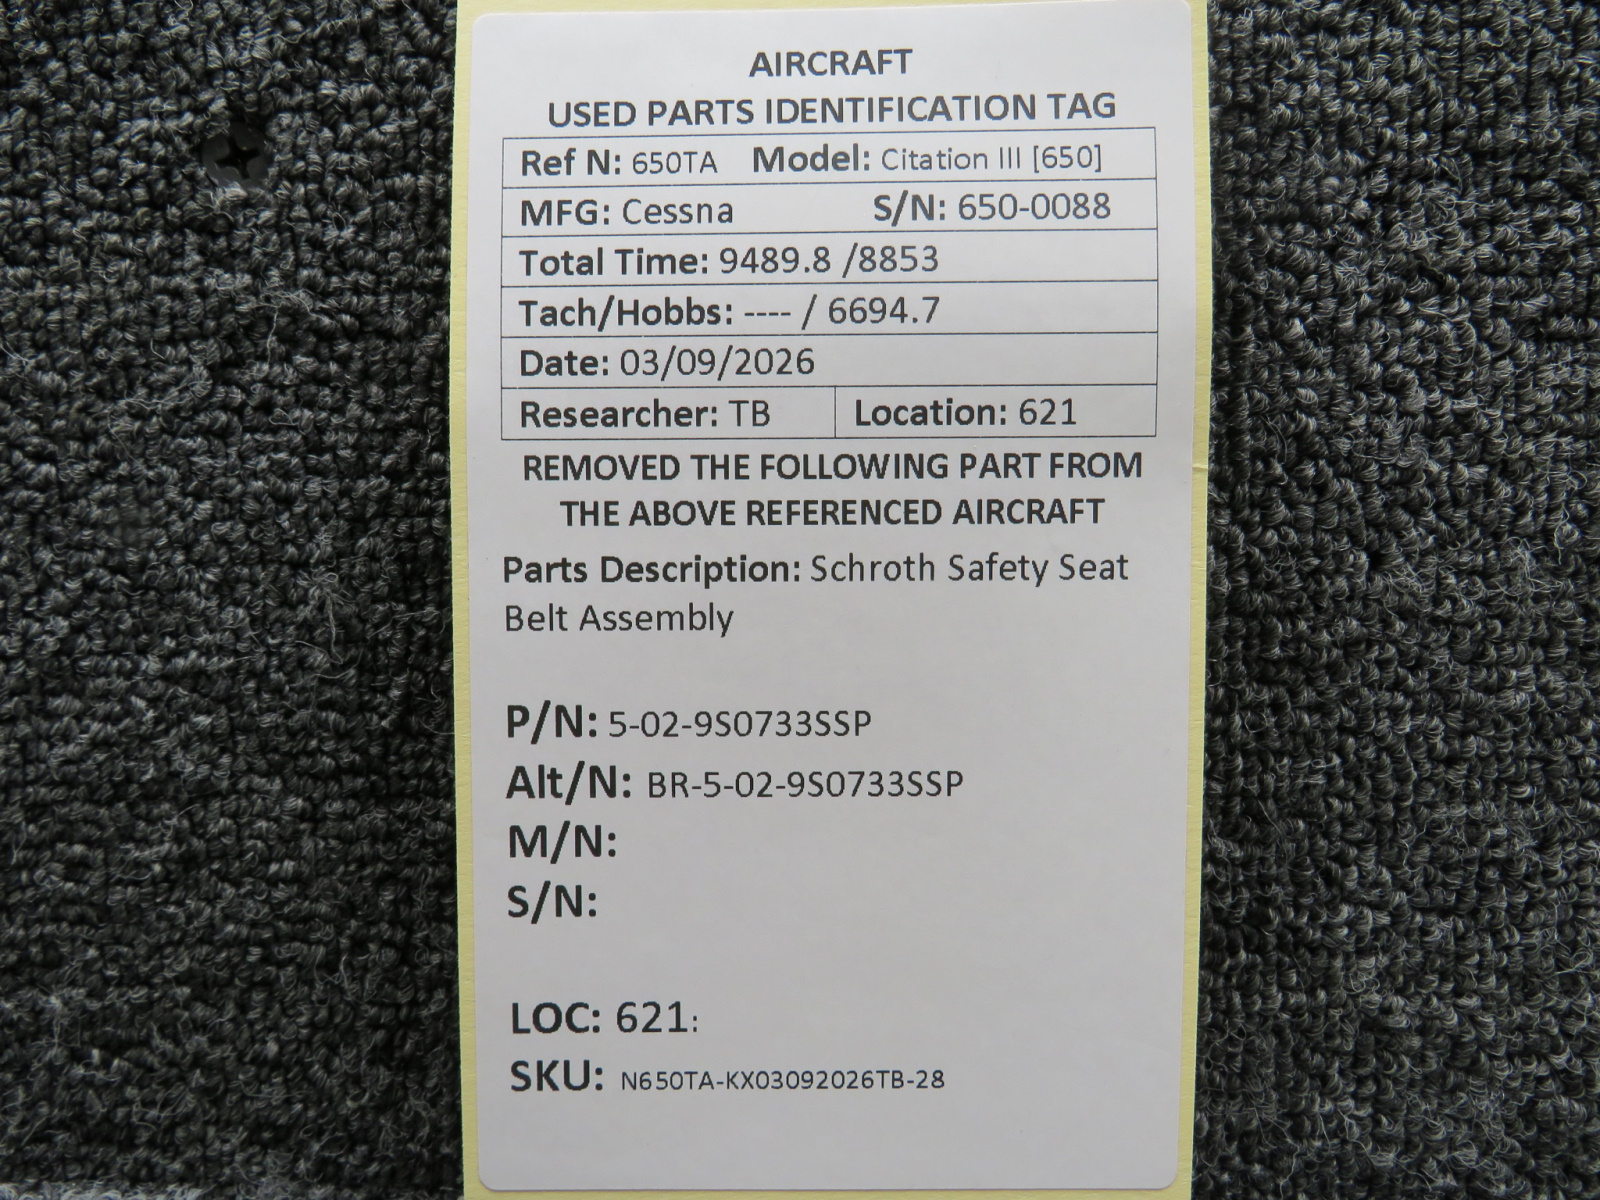 AIRCRAFT
USED PARTS IDENTIFICATION TAG
Ref N: 650TA Model: Citation III [650]
MFG: Cessna S/N: 650-0088
Total Time: 9489.8 /8853
Tach/Hobbs: ---- / 6694.7
Date: 03/09/2026
Researcher: TB Location: 621
REMOVED THE FOLLOWING PART FROM
THE ABOVE REFERENCED AIRCRAFT
Parts Description: Schroth Safety Seat
Belt Assembly
P/N: 5-02-9S0733SSP
Alt/N: BR-5-02-9S0733SSP
M/N:
S/N:
LOC: 621:
SKU: N650TA-KX03092026TB-28